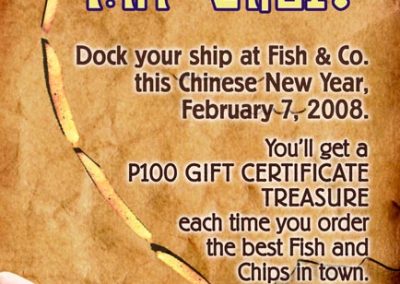 Dock your ship at Fish & Co.
this Chinese New Year,
February 7, 2008.
You'll get a
P100 GIFT CERTIFICATE
TREASURE
each time you order
the best Fish and
Chips in town.